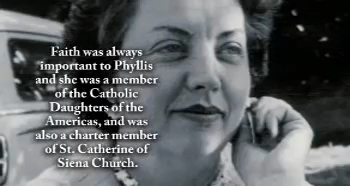 Faith was always
important to Phyllis
and she was a member
of the Catholic
Daughters of the
Americas, and was
also a charter member
of St. Catherine of
Siena Church.